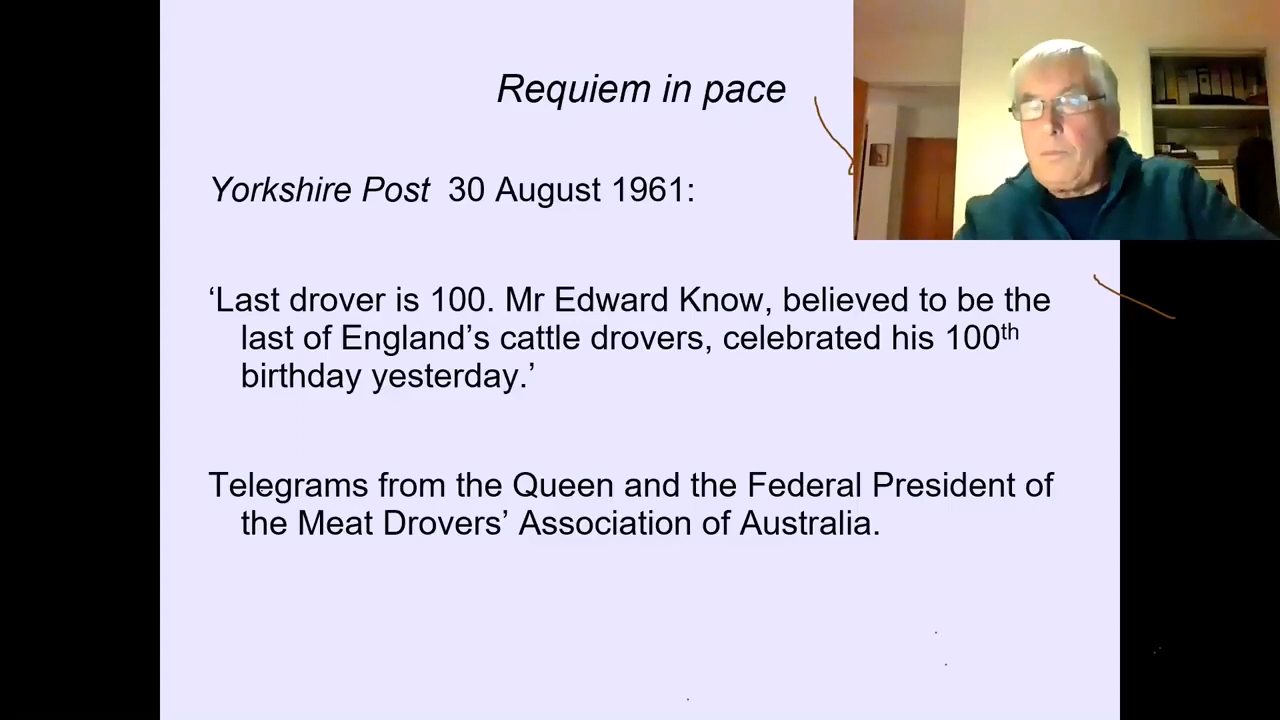 Requiem in pace
Yorkshire Post 30 August 1961:
‘Last drover is 100. Mr Edward Know, believed to be the
last of England’s cattle drovers, celebrated his 100th
birthday yesterday.’
Telegrams from the Queen and the Federal President of
the Meat Drovers’ Association of Australia.